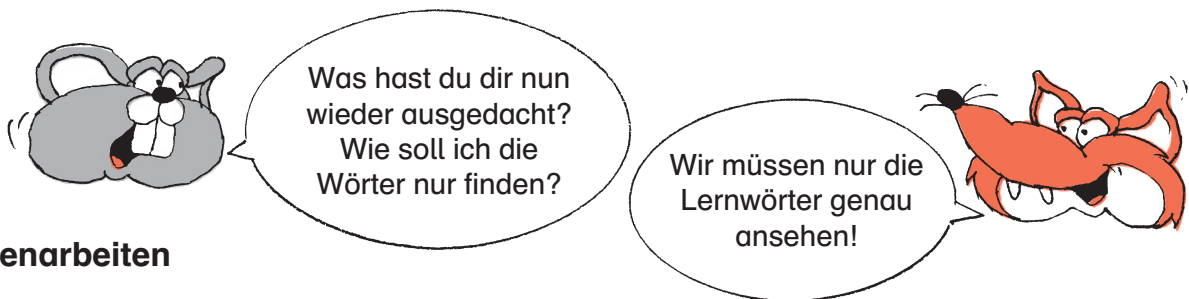 Was hast du dir nun
wieder ausgedacht?
Wie soll ich die
Wörter nur finden?
Wir müssen nur die
Lernwörter genau
ansehen!
enarbeiten